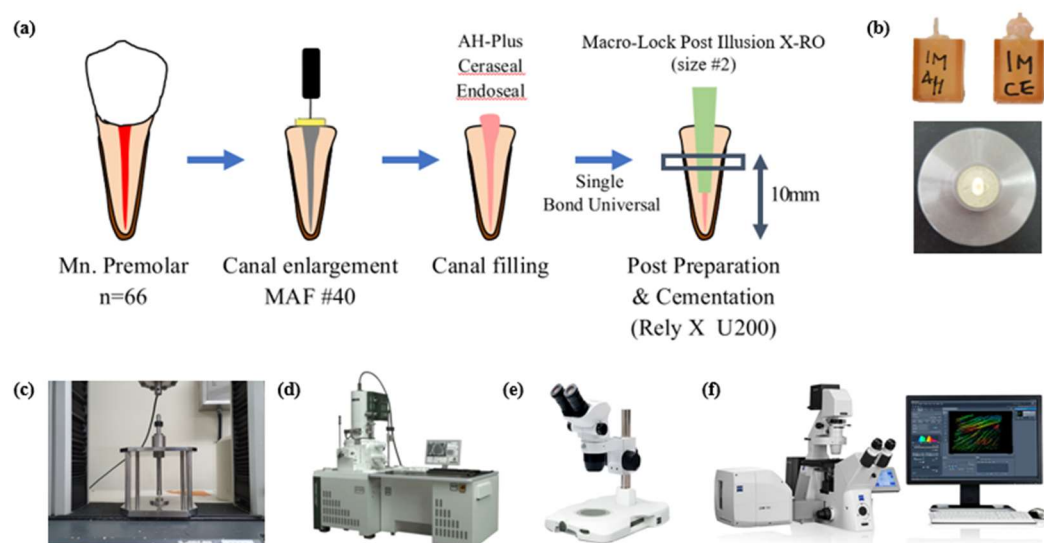 (a)
AH-Plus
Ceraseal
Endoseal
Macro-Lock Post Illusion X-RO
(size #2)
Single
Bond Universal
10mm
Mn. Premolar
n=66
Canal enlargement
MAF #40
Canal filling
Post Preparation
& Cementation
(Rely X U200)
(b)
IM
AH
IM
CE
(c)
(d)
(e)
(f)